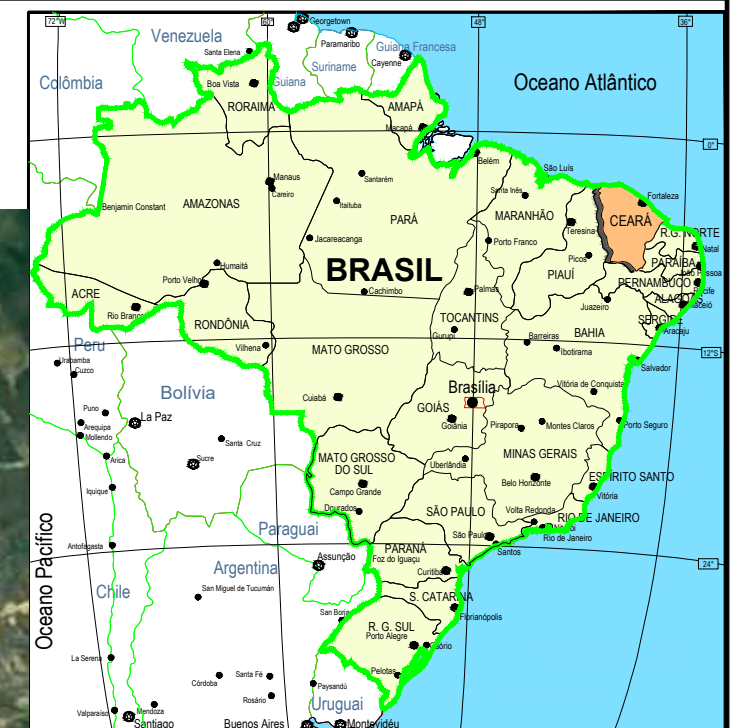 72°W
60°
48°
36°
Georgetown
Venezuela
Paramaribo
Guiana Francesa
Santa Elena
Cayenne
Suriname
Colômbia
Boa Vista
Guiana
Oceano Atlântico
RORAIMA
AMAPÁ
Macapá
0°
Belém
São Luís
Manaus
Santarém
Careiro
Santa Inês
Fortaleza
Itaituba
AMAZONAS
Benjamin Constant
PARÁ
MARANHÃO
CEARÁ
Teresina
R.G. NORTE
Jacareacanga
Porto Franco
Natal
Picos
Humaitá
BRASIL
PIAUÍ
PARAÍBA
João Pessoa
Porto Velho
PERNAMBUCO
Recife
ACRE
Cachimbo
Palmas
ALAGOAS
Maceió
Juazeiro
Rio Branco
TOCANTINS
SERGIPE
RONDÔNIA
Gurupi
BAHIA
Aracaju
Peru
Vilhena
MATO GROSSO
Barreiras
Ibotirama
12°S
Urubamba
Cuzco
Salvador
Bolívia
Brasília
Vitória de Conquista
Puno
La Paz
Cuiabá
GOIÁS
Arequipa
Goiânia
Pirapora
Montes Claros
Porto Seguro
Mollendo
Santa Cruz
Arica
Sucre
MATO GROSSO
DO SUL
Uberlândia
MINAS GERAIS
Iquique
Campo Grande
Belo Horizonte
ESPIRITO SANTO
Vitória
Dourados
SÃO PAULO
Volta Redonda
RIO DE JANEIRO
Paraguai
São Paulo
Rio de Janeiro
Antofagasta
PARANÁ
Santos
Assunção
Foz do Iguaçu
24°
Argentina
Curitiba
Oceano Pacífico
Chile
San Miguel de Tucumán
S. CATARINA
San Borja
Florianópolis
R. G. SUL
Porto Alegre
La Serena
Pelotas
Córdoba
Santa Fé
Paysandú
Rosário
Uruguai
Valparaíso
Mendoza
Santiago
Buenos Aires
Montevidéu